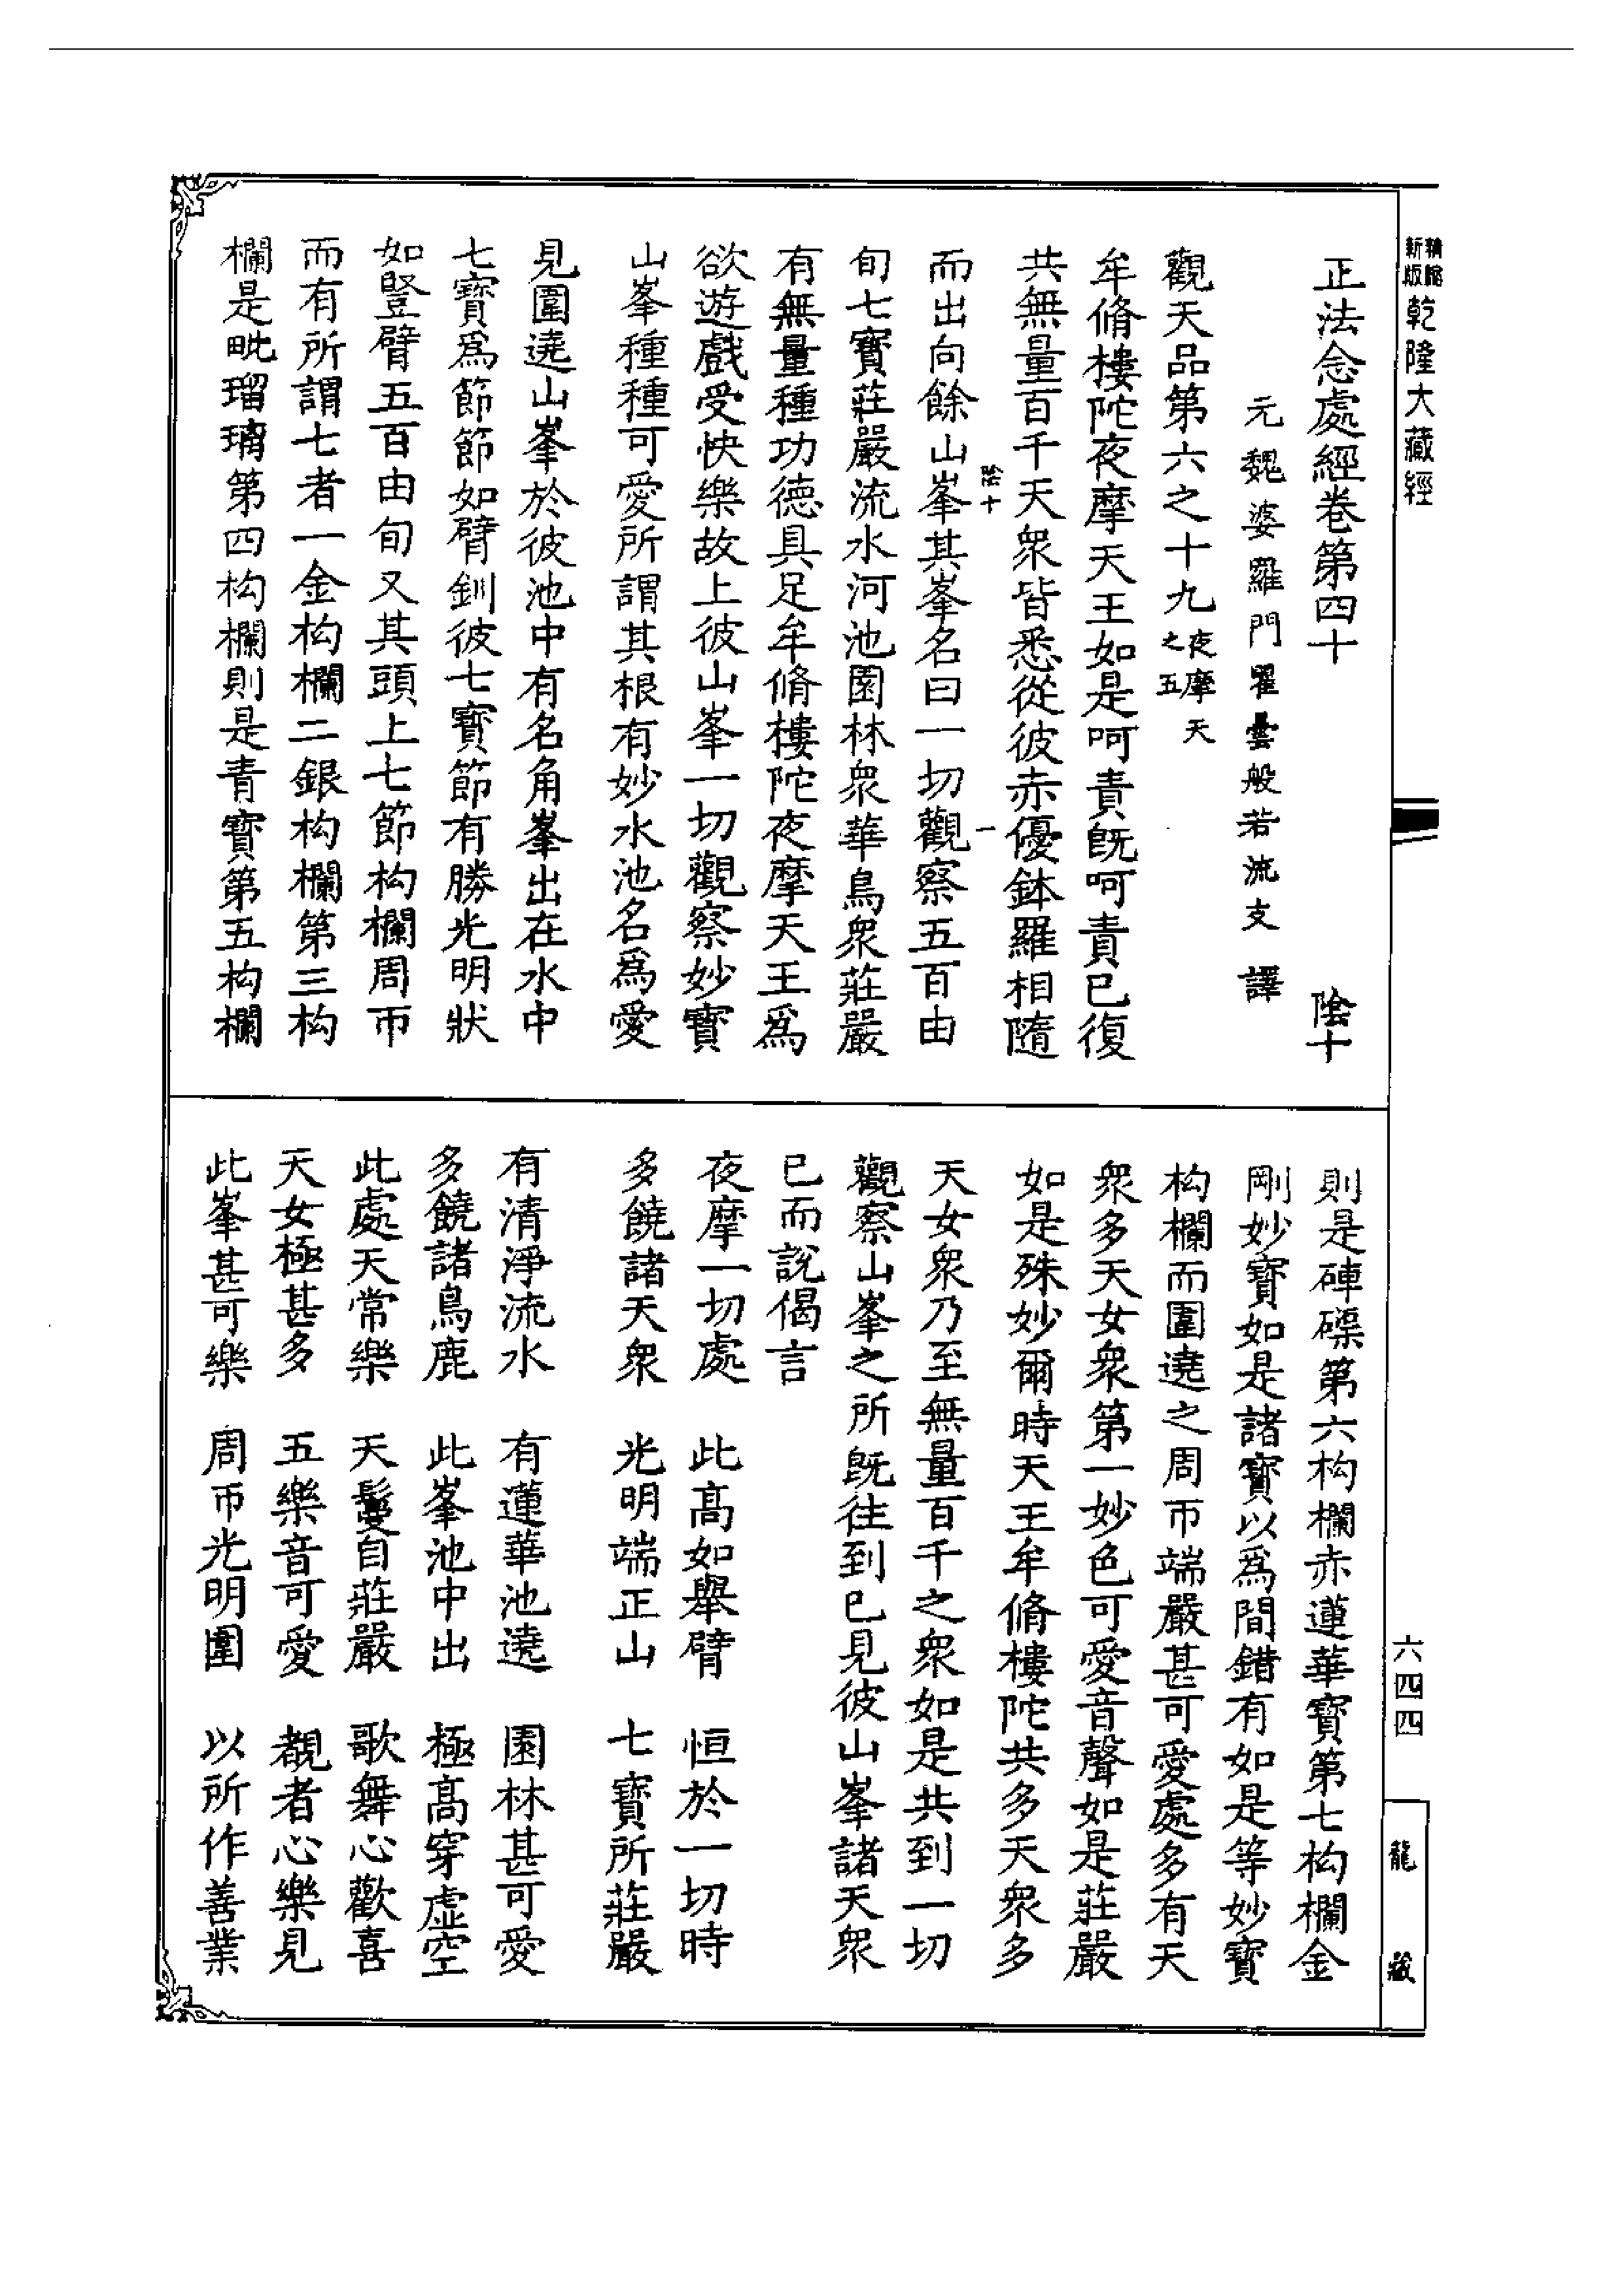 新版
精縮
乾隆大藏經
正法念處經卷第四十 陰十
元魏婆羅門瞿曇般若流支 譯
觀天品第六之十九夜摩天之五
牟脩樓陀夜摩天王如是呵責旣呵責已復
共無量百千天衆皆悉從彼赤優鉢羅相隨
陰十 一
而出向餘山峯其峯名曰一切觀察五百由
旬七寶莊嚴流水河池園林衆華鳥衆莊嚴
有無量種功德具足牟脩樓陀夜摩天王爲
欲遊戲受快樂故上彼山峯一切觀察妙寶
山峯種種可愛所謂其根有妙水池名爲愛
見圍遶山峯於彼池中有名角峯出在水中
七寶爲節節如臂釧彼七寶節有勝光明狀
如豎臂五百由旬又其頭上七節构欄周帀
而有所謂七者一金构欄二銀构欄第三构
欄是毗瑠璃第四构欄則是青寶第五构欄
則是硨磲第六构欄赤蓮華寶第七构欄金
剛妙寶如是諸寶以爲間錯有如是等妙寶
构欄而圍遶之周帀端嚴甚可愛處多有天
衆多天女衆第一妙色可愛音聲如是莊嚴
如是殊妙爾時天王牟脩樓陀共多天衆多
天女衆乃至無量百千之衆如是共到一切
觀察山峯之所旣往到已見彼山峯諸天衆
已而說偈言
夜摩一切處 此高如舉臂 恒於一切時
多饒諸天衆 光明端正山 七寶所莊嚴
有清淨流水 有蓮華池遶 園林甚可愛
多饒諸鳥鹿 此峯池中出 極高穿虛空
此處天常樂 天鬘自莊嚴 歌舞心歡喜
天女極甚多 五樂音可愛 覩者心樂見
此峯甚可樂 周帀光明圍 以所作善業
六四四
龍藏